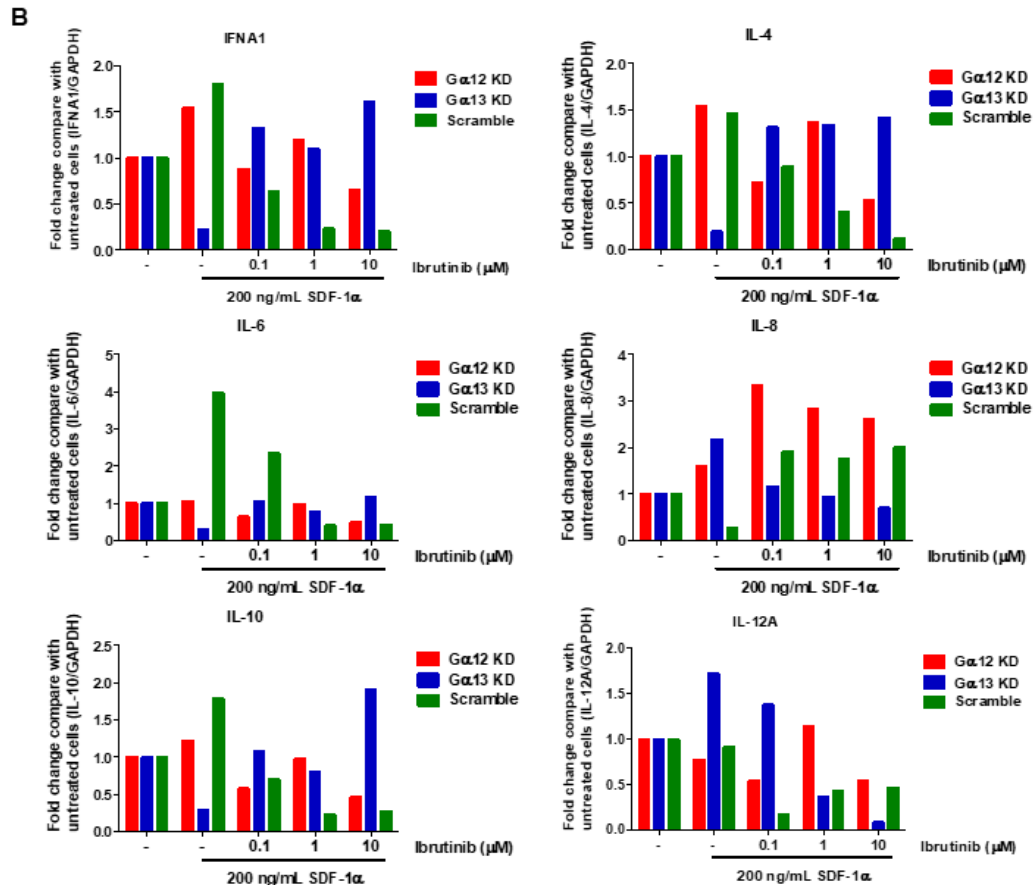 B
IFNA1
Fold change compare with
untreated cells (IFNA1/GAPDH)
2.0
1.5
1.0
0.5
0.0
Gα12 KD
Gα13 KD
Scramble
- - 0.1 1 10 Ibrutinib (μM)
200 ng/mL SDF-1α
IL-4
Fold change compare with
untreated cells (IL-4/GAPDH)
2.0
1.5
1.0
0.5
0.0
Gα12 KD
Gα13 KD
Scramble
- - 0.1 1 10 Ibrutinib (μM)
200 ng/mL SDF-1α
IL-6
Fold change compare with
untreated cells (IL-6/GAPDH)
5
4
3
2
1
0
Gα12 KD
Gα13 KD
Scramble
- - 0.1 1 10 Ibrutinib (μM)
200 ng/mL SDF-1α
IL-8
Fold change compare with
untreated cells (IL-8/GAPDH)
4
3
2
1
0
Gα12 KD
Gα13 KD
Scramble
- - 0.1 1 10 Ibrutinib (μM)
200 ng/mL SDF-1α
IL-10
Fold change compare with
untreated cells (IL-10/GAPDH)
2.5
2.0
1.5
1.0
0.5
0.0
Gα12 KD
Gα13 KD
Scramble
- - 0.1 1 10 Ibrutinib (μM)
200 ng/mL SDF-1α
IL-12A
Fold change compare with
untreated cells (IL-12A/GAPDH)
2.0
1.5
1.0
0.5
0.0
Gα12 KD
Gα13 KD
Scramble
- - 0.1 1 10 Ibrutinib (μM)
200 ng/mL SDF-1α